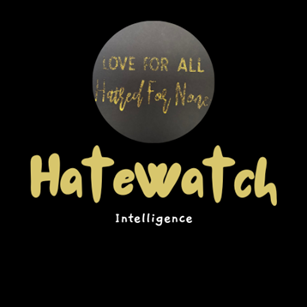 LOVE FOR ALL
Hatred For None
HateWatch
Intelligence